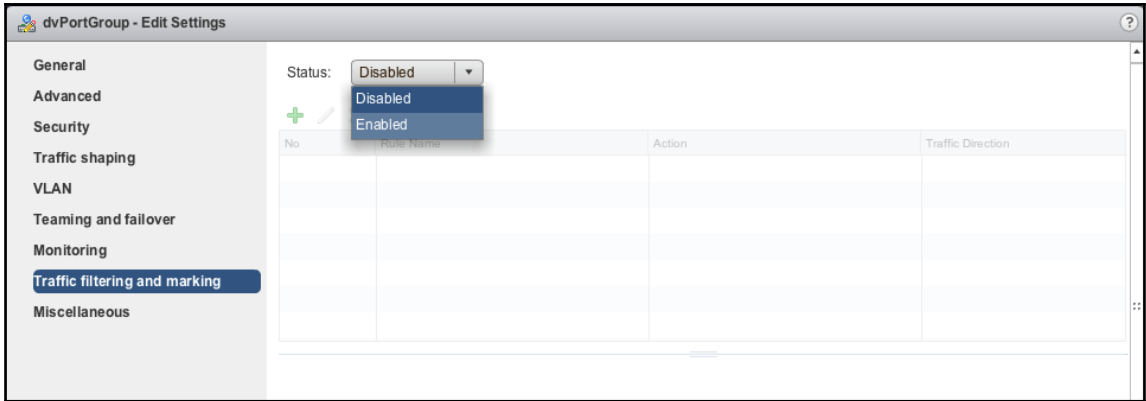 dvPortGroup - Edit Settings ?
General
Advanced
Security
Traffic shaping
VLAN
Teaming and failover
Monitoring
Traffic filtering and marking
Miscellaneous
Status: Disabled
Disabled
Enabled
No Rule Name Action Traffic Direction